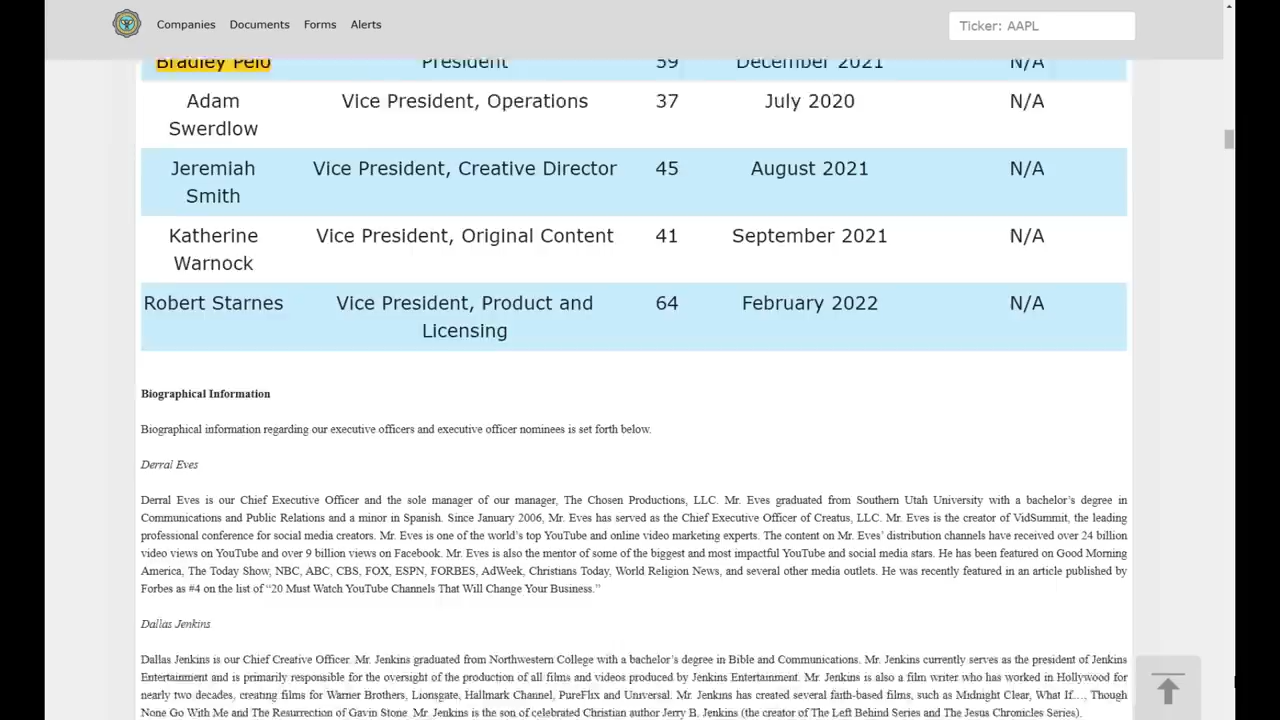 Companies Documents Forms Alerts Ticker: AAPL
Bradley Pelo President 59 December 2021 N/A
Adam Vice President, Operations 37 July 2020 N/A
Swerdlow
Jeremiah Vice President, Creative Director 45 August 2021 N/A
Smith
Katherine Vice President, Original Content 41 September 2021 N/A
Warnock
Robert Starnes Vice President, Product and 64 February 2022 N/A
Licensing
Biographical Information
Biographical information regarding our executive officers and executive officer nominees is set forth below.
Derral Eves
Derral Eves is our Chief Executive Officer and the sole manager of our manager, The Chosen Productions, LLC. Mr. Eves graduated from Southern Utah University with a bachelor's degree in
Communications and Public Relations and a minor in Spanish. Since January 2006, Mr. Eves has served as the Chief Executive Officer of Creatus, LLC. Mr. Eves is the creator of VidSummit, the leading
professional conference for social media creators. Mr. Eves is one of the world's top YouTube and online video marketing experts. The content on Mr. Eves' distribution channels have received over 24 billion
video views on YouTube and over 9 billion views on Facebook. Mr. Eves is also the mentor of some of the biggest and most impactful YouTube and social media stars. He has been featured on Good Morning
America, The Today Show, NBC, ABC, CBS, FOX, ESPN, FORBES, AdWeek, Christians Today, World Religion News, and several other media outlets. He was recently featured in an article published by
Forbes as #4 on the list of “20 Must Watch YouTube Channels That Will Change Your Business.”
Dallas Jenkins
Dallas Jenkins is our Chief Creative Officer. Mr. Jenkins graduated from Northwestern College with a bachelor's degree in Bible and Communications. Mr. Jenkins currently serves as the president of Jenkins
Entertainment and is primarily responsible for the oversight of the production of all films and videos produced by Jenkins Entertainment. Mr. Jenkins is also a film writer who has worked in Hollywood for
nearly two decades, creating films for Warner Brothers, Lionsgate, Hallmark Channel, PureFlix and Universal. Mr. Jenkins has created several faith-based films, such as Midnight Clear, What If…, Though
None Go With Me and The Resurrection of Gavin Stone. Mr. Jenkins is the son of celebrated Christian author Jerry B. Jenkins (the creator of The Left Behind Series and The Jesus Chronicles Series).